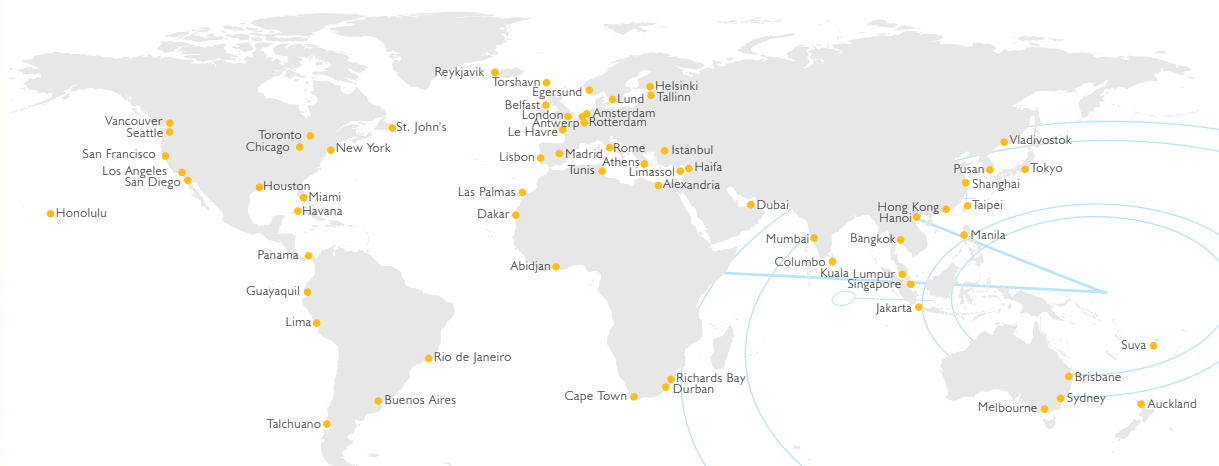 Reykjavik
Torshavn
Helsinki
Egersund
Tallinn
Lund
Belfast
London
Amsterdam
Vancouver
Antwerp
Rotterdam
St. John's
Seattle
Le Havre
Toronto
Vladivostok
Chicago
New York
Rome
Istanbul
San Francisco
Lisbon
Madrid
Athens
Haifa
Los Angeles
Tunis
Limassol
Pusan
Tokyo
San Diego
Houston
Alexandria
Shanghai
Las Palmas
Miami
Dubai
Hong Kong
Taipei
Honolulu
Havana
Dakar
Hanoi
Manila
Mumbai
Bangkok
Panama
Columbo
Abidjan
Kuala Lumpur
Singapore
Guayaquil
Jakarta
Lima
Suva
Rio de Janeiro
Richards Bay
Brisbane
Durban
Cape Town
Buenos Aires
Sydney
Melbourne
Auckland
Talchuano